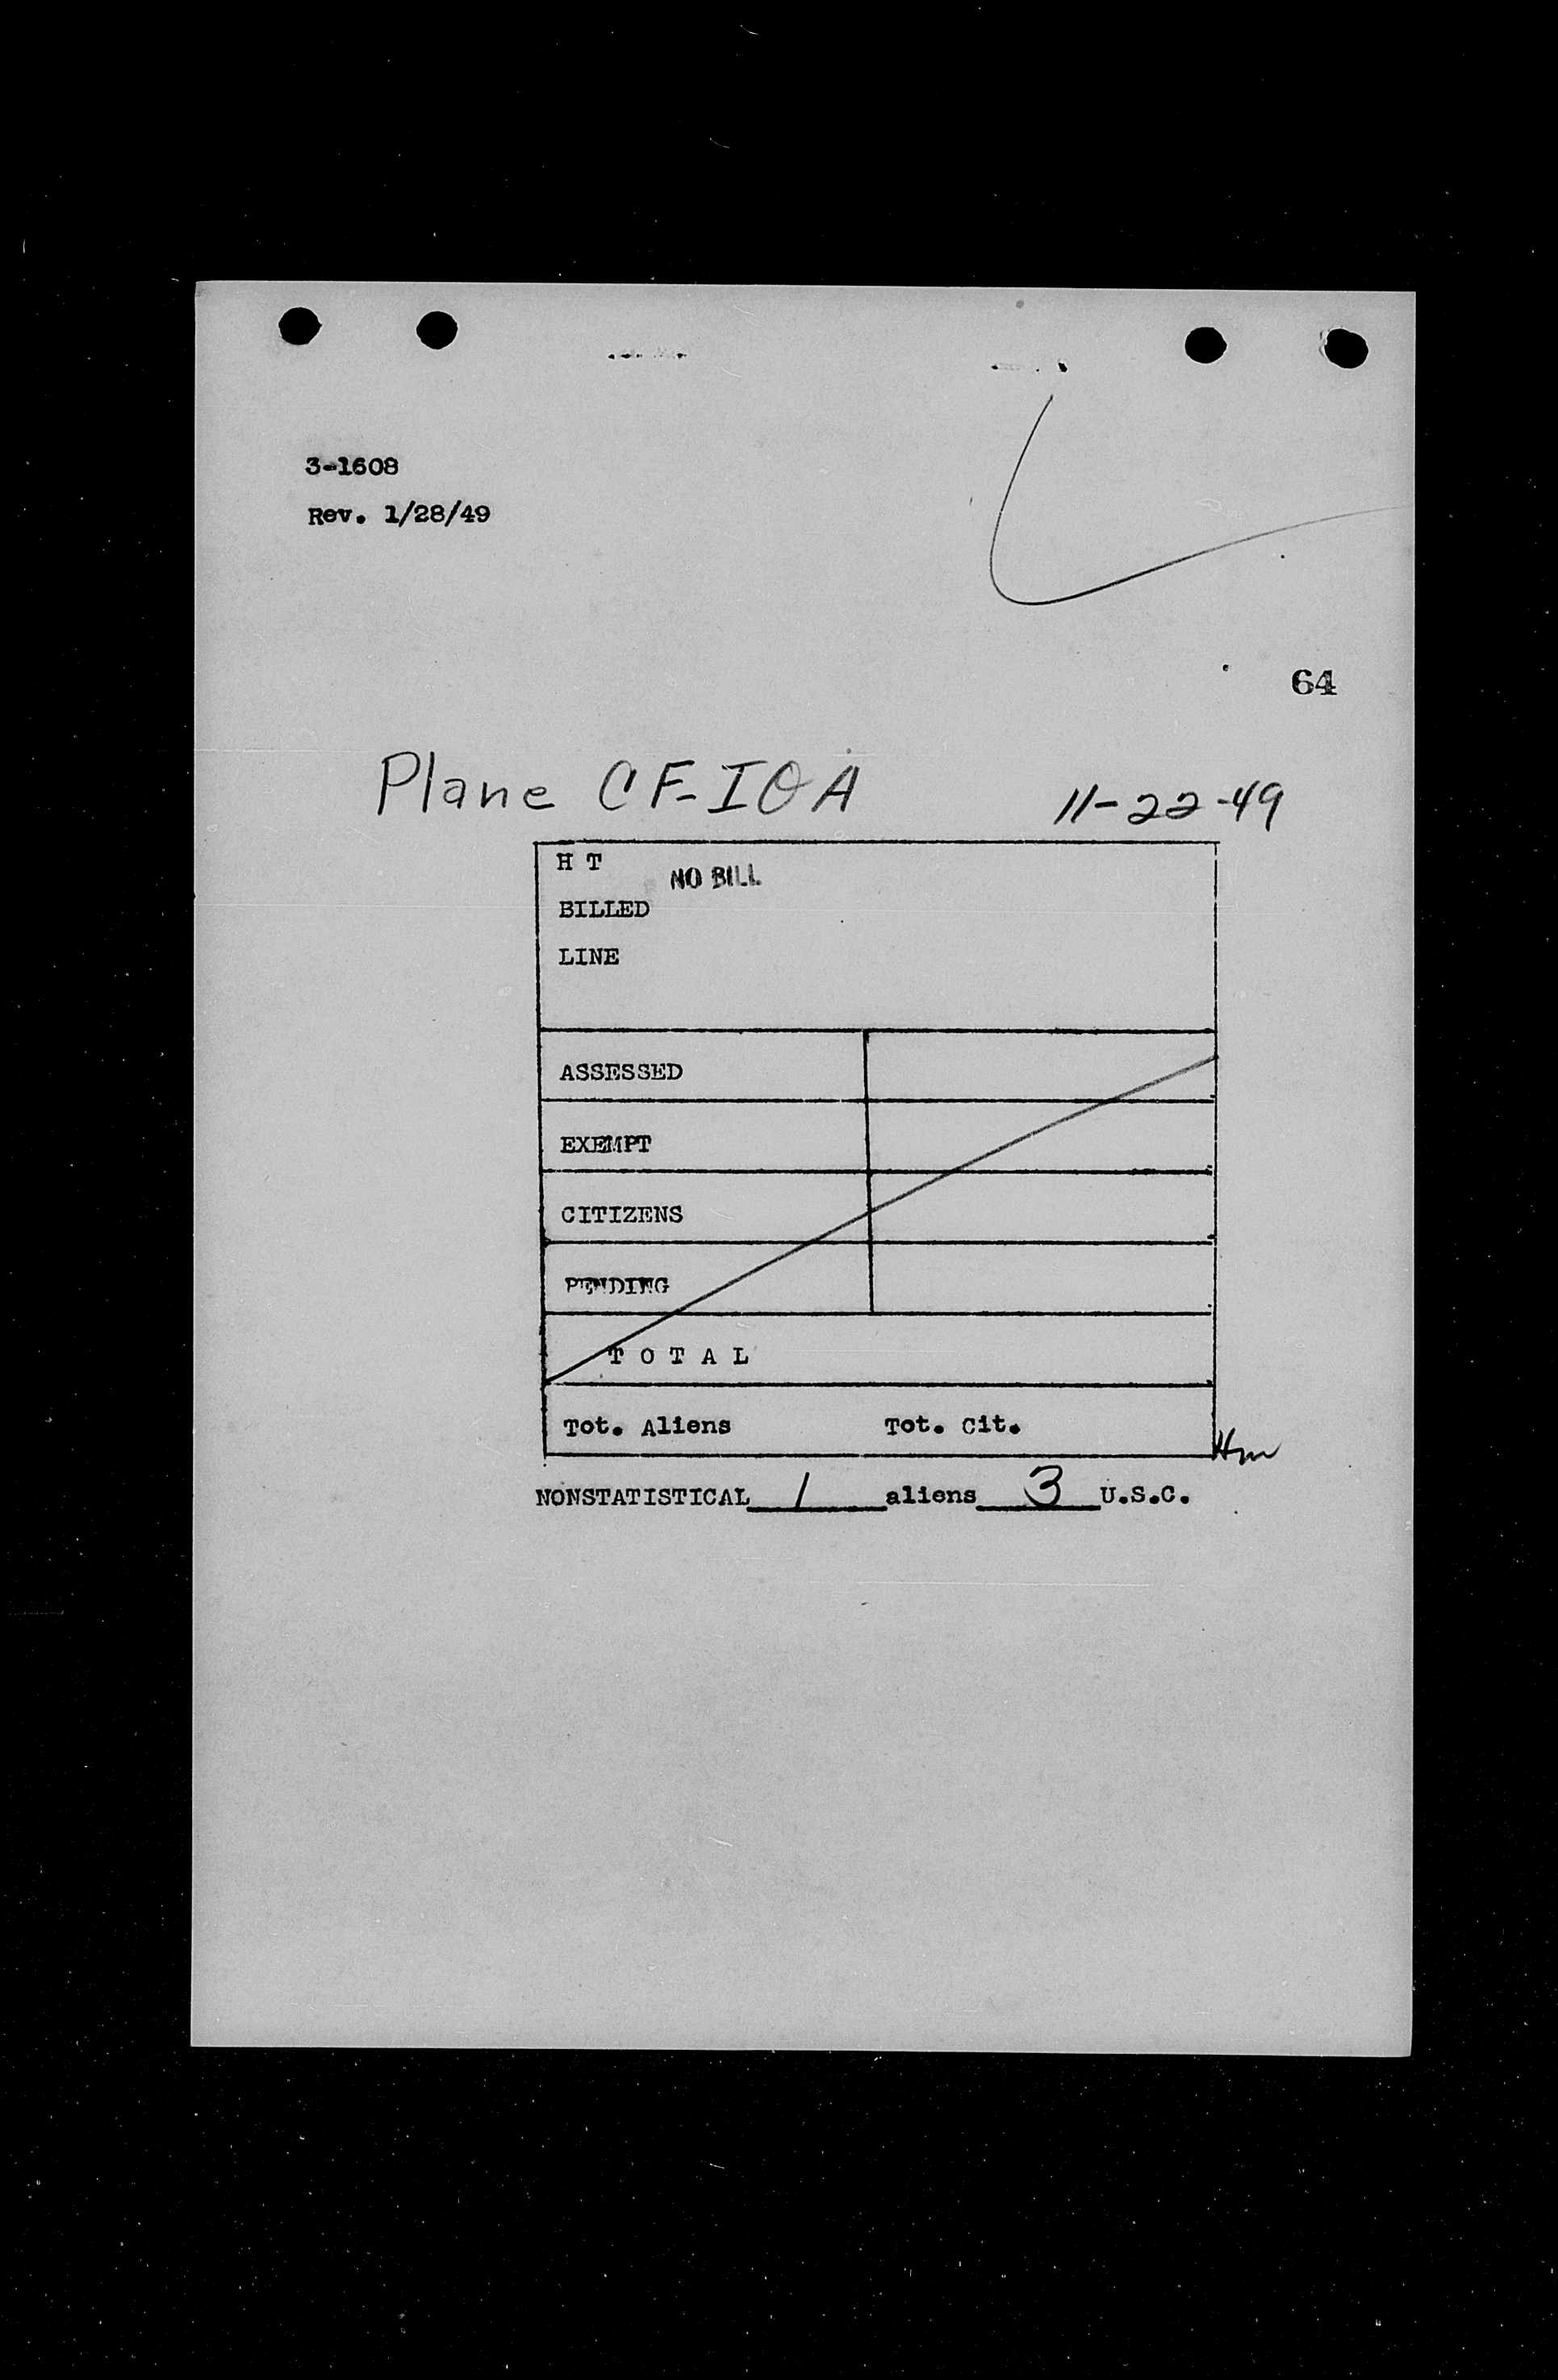 3-1608
Rev. 1/28/49
64
Plane CF-IOA 11-22-49
H T NO BILL
BILLED
LINE
ASSESSED
EXEMPT
CITIZENS
PENDING
T O T A L
Tot. Aliens Tot. Cit.
Hm
NONSTATISTICAL 1 aliens 3 U.S.C.